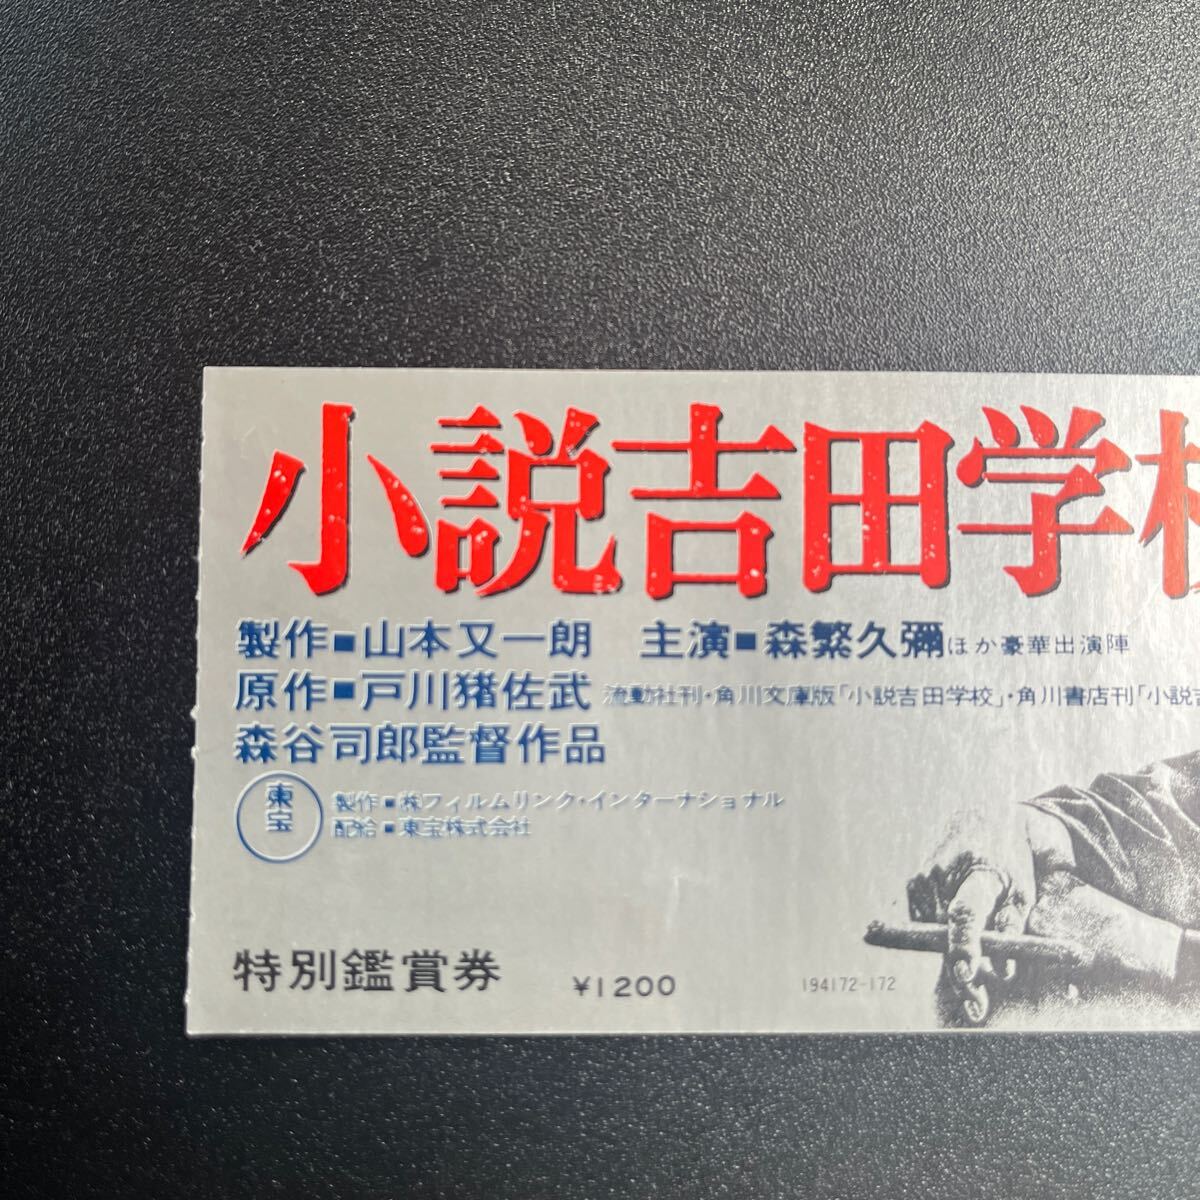 小説吉田学校
製作■山本又一朗 主演■森繁久彌ほか豪華出演陣
原作■戸川猪佐武 流動社刊・角川文庫版「小説吉田学校」・角川書店刊「小説
森谷司郎監督作品
東宝
製作■㈱フィルムリンク・インターナショナル
配給■東宝株式会社
特別鑑賞券 ¥1200 194172-172